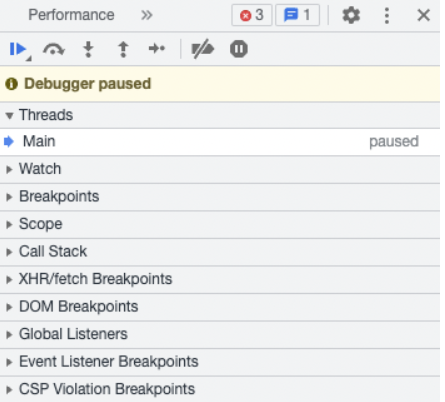 Performance » 3 1
Debugger paused
Threads
Main paused
Watch
Breakpoints
Scope
Call Stack
XHR/fetch Breakpoints
DOM Breakpoints
Global Listeners
Event Listener Breakpoints
CSP Violation Breakpoints